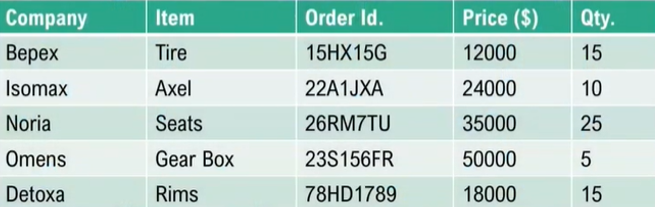 Company Item Order Id. Price ($) Qty.
Bepex Tire 15HX15G 12000 15
Isomax Axel 22A1JXA 24000 10
Noria Seats 26RM7TU 35000 25
Omens Gear Box 23S156FR 50000 5
Detoxa Rims 78HD1789 18000 15